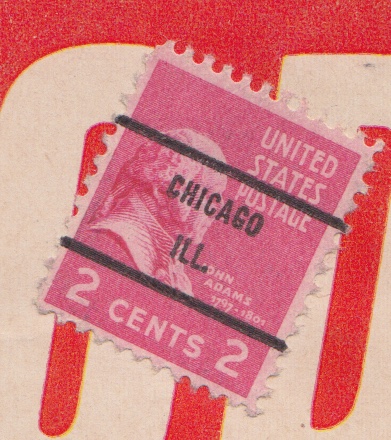 UNITED
STATES
POSTAGE
CHICAGO
ILL.
JOHN
ADAMS
1797-1801
2 CENTS 2